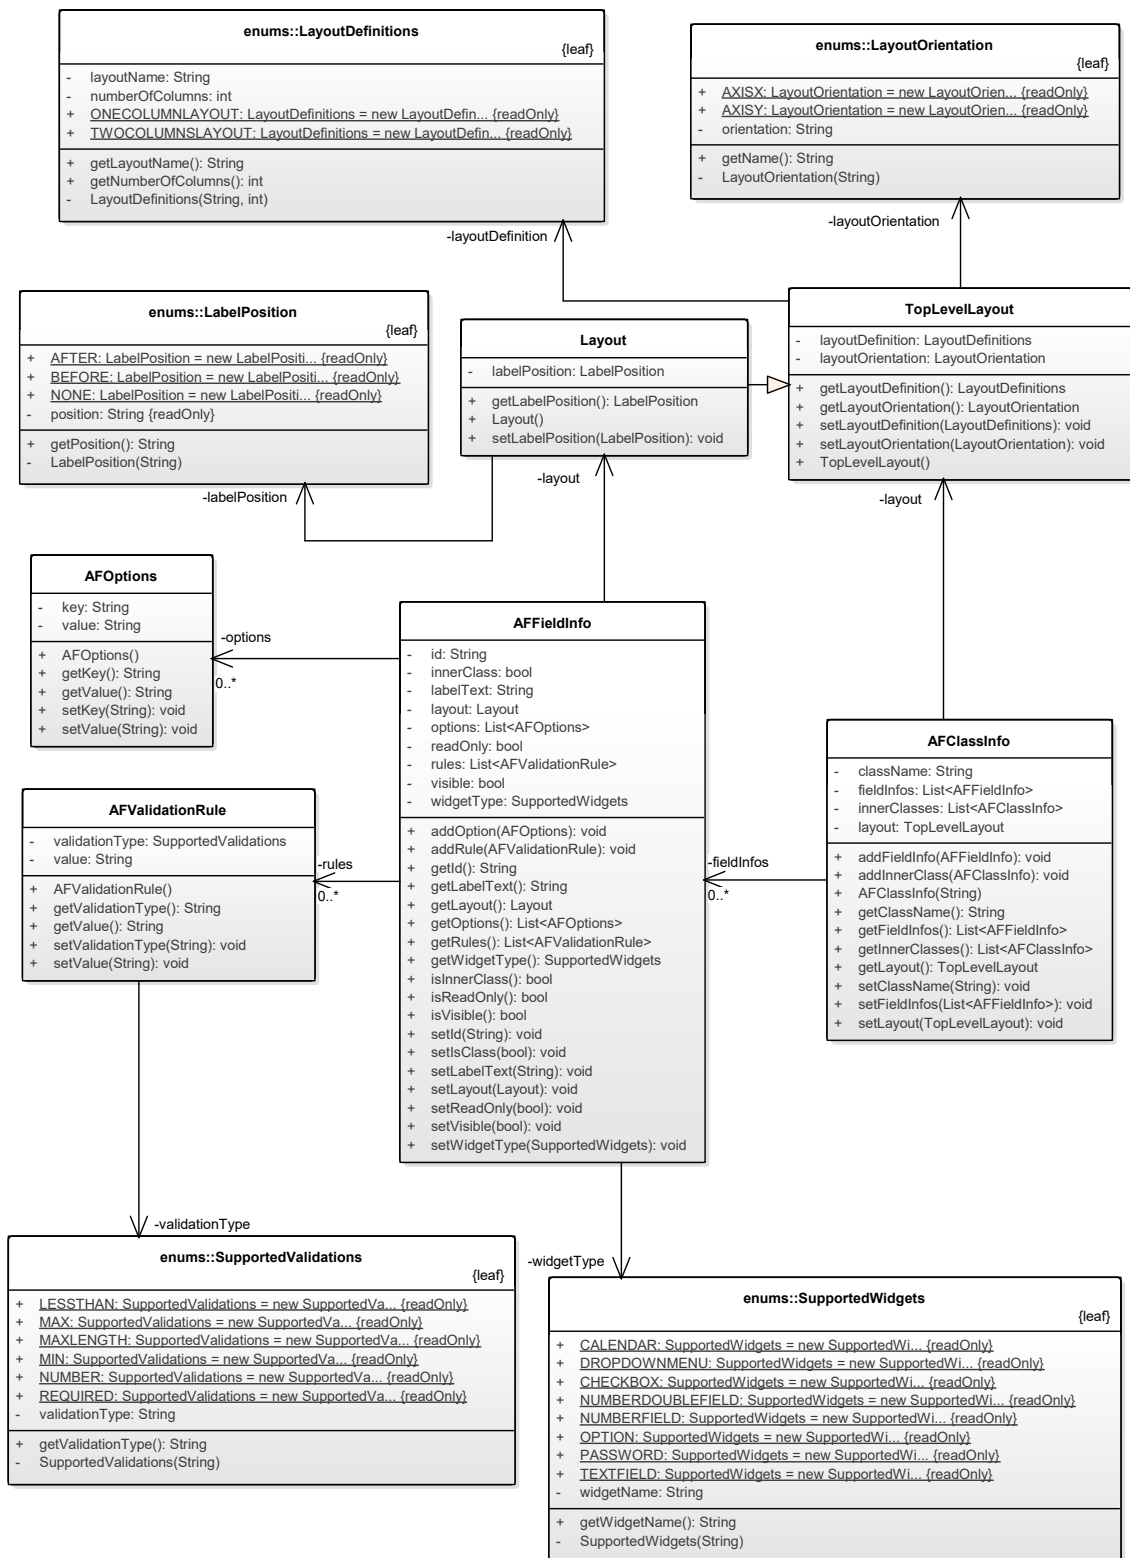 enums::LayoutDefinitions
{leaf}
- layoutName: String
- numberOfColumns: int
+ ONECOLUMNLAYOUT: LayoutDefinitions = new LayoutDefin... {readOnly}
+ TWOCOLUMNSLAYOUT: LayoutDefinitions = new LayoutDefin... {readOnly}
+ getLayoutName(): String
+ getNumberOfColumns(): int
- LayoutDefinitions(String, int)
enums::LayoutOrientation
{leaf}
+ AXISX: LayoutOrientation = new LayoutOrien... {readOnly}
+ AXISY: LayoutOrientation = new LayoutOrien... {readOnly}
- orientation: String
+ getName(): String
- LayoutOrientation(String)
-layoutDefinition
-layoutOrientation
enums::LabelPosition
{leaf}
+ AFTER: LabelPosition = new LabelPositi... {readOnly}
+ BEFORE: LabelPosition = new LabelPositi... {readOnly}
+ NONE: LabelPosition = new LabelPositi... {readOnly}
- position: String {readOnly}
+ getPosition(): String
- LabelPosition(String)
Layout
- labelPosition: LabelPosition
+ getLabelPosition(): LabelPosition
+ Layout()
+ setLabelPosition(LabelPosition): void
TopLevelLayout
- layoutDefinition: LayoutDefinitions
- layoutOrientation: LayoutOrientation
+ getLayoutDefinition(): LayoutDefinitions
+ getLayoutOrientation(): LayoutOrientation
+ setLayoutDefinition(LayoutDefinitions): void
+ setLayoutOrientation(LayoutOrientation): void
+ TopLevelLayout()
-labelPosition
-layout
-layout
AFOptions
- key: String
- value: String
+ AFOptions()
+ getKey(): String
+ getValue(): String
+ setKey(String): void
+ setValue(String): void
-options
0..*
AFFieldInfo
- id: String
- innerClass: bool
- labelText: String
- layout: Layout
- options: List<AFOptions>
- readOnly: bool
- rules: List<AFValidationRule>
- visible: bool
- widgetType: SupportedWidgets
+ addOption(AFOptions): void
+ addRule(AFValidationRule): void
+ getId(): String
+ getLabelText(): String
+ getLayout(): Layout
+ getOptions(): List<AFOptions>
+ getRules(): List<AFValidationRule>
+ getWidgetType(): SupportedWidgets
+ isInnerClass(): bool
+ isReadOnly(): bool
+ isVisible(): bool
+ setId(String): void
+ setIsClass(bool): void
+ setLabelText(String): void
+ setLayout(Layout): void
+ setReadOnly(bool): void
+ setVisible(bool): void
+ setWidgetType(SupportedWidgets): void
AFClassInfo
- className: String
- fieldInfos: List<AFFieldInfo>
- innerClasses: List<AFClassInfo>
- layout: TopLevelLayout
+ addFieldInfo(AFFieldInfo): void
+ addInnerClass(AFClassInfo): void
+ AFClassInfo(String)
+ getClassName(): String
+ getFieldInfos(): List<AFFieldInfo>
+ getInnerClasses(): List<AFClassInfo>
+ getLayout(): TopLevelLayout
+ setClassName(String): void
+ setFieldInfos(List<AFFieldInfo>): void
+ setLayout(TopLevelLayout): void
AFValidationRule
- validationType: SupportedValidations
- value: String
+ AFValidationRule()
+ getValidationType(): String
+ getValue(): String
+ setValidationType(String): void
+ setValue(String): void
-rules
0..*
-fieldInfos
0..*
-validationType
-widgetType
enums::SupportedValidations
{leaf}
+ LESSTHAN: SupportedValidations = new SupportedVa... {readOnly}
+ MAX: SupportedValidations = new SupportedVa... {readOnly}
+ MAXLENGTH: SupportedValidations = new SupportedVa... {readOnly}
+ MIN: SupportedValidations = new SupportedVa... {readOnly}
+ NUMBER: SupportedValidations = new SupportedVa... {readOnly}
+ REQUIRED: SupportedValidations = new SupportedVa... {readOnly}
- validationType: String
+ getValidationType(): String
- SupportedValidations(String)
enums::SupportedWidgets
{leaf}
+ CALENDAR: SupportedWidgets = new SupportedWi... {readOnly}
+ DROPDOWNMENU: SupportedWidgets = new SupportedWi... {readOnly}
+ CHECKBOX: SupportedWidgets = new SupportedWi... {readOnly}
+ NUMBERDOUBLEFIELD: SupportedWidgets = new SupportedWi... {readOnly}
+ NUMBERFIELD: SupportedWidgets = new SupportedWi... {readOnly}
+ OPTION: SupportedWidgets = new SupportedWi... {readOnly}
+ PASSWORD: SupportedWidgets = new SupportedWi... {readOnly}
+ TEXTFIELD: SupportedWidgets = new SupportedWi... {readOnly}
- widgetName: String
+ getWidgetName(): String
- SupportedWidgets(String)